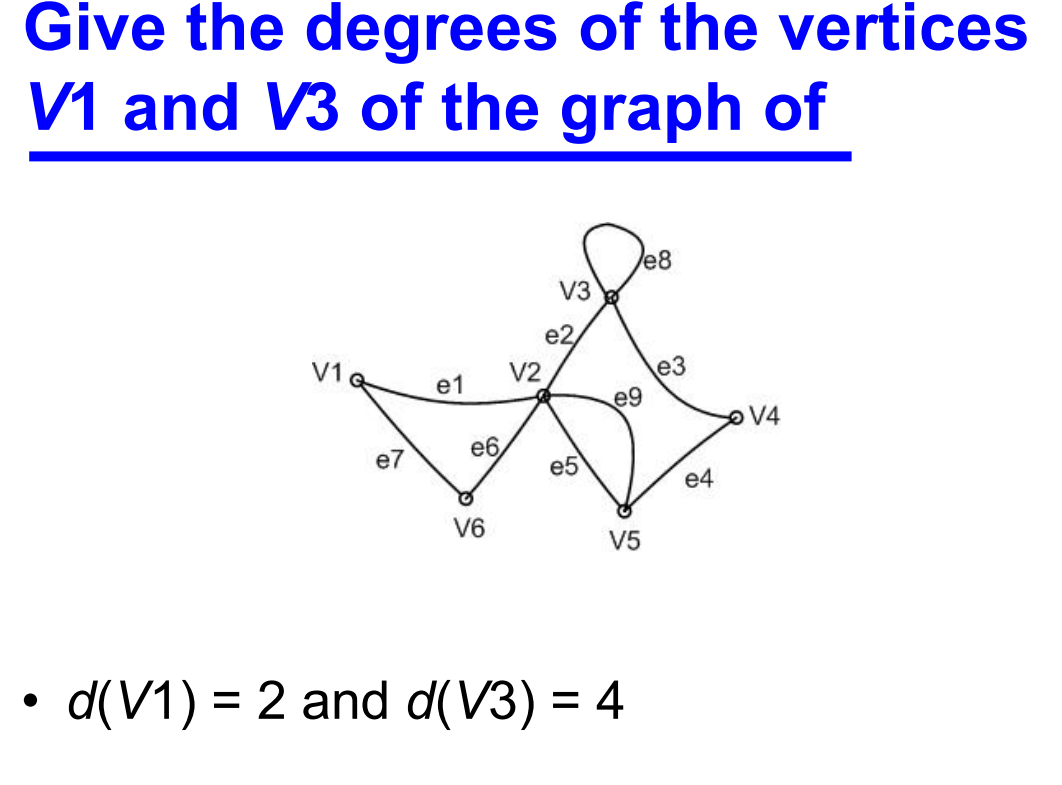 Give the degrees of the vertices
V1 and V3 of the graph of
e8
V3
e2
V1
e1
V2
e3
e9
V4
e7
e6
e5
e4
V6
V5
• d(V1) = 2 and d(V3) = 4